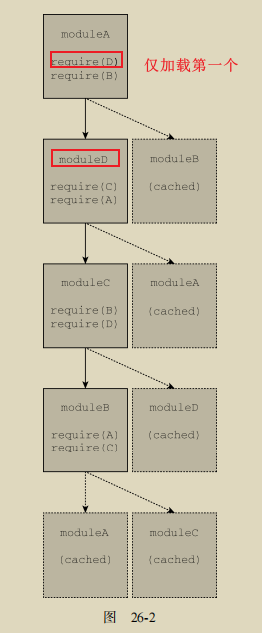 moduleA
require(D)
require(B)
仅加载第一个
moduleD
require(C)
require(A)
moduleB
(cached)
moduleC
require(B)
require(D)
moduleA
(cached)
moduleB
require(A)
require(C)
moduleD
(cached)
moduleA
(cached)
moduleC
(cached)
图 26-2